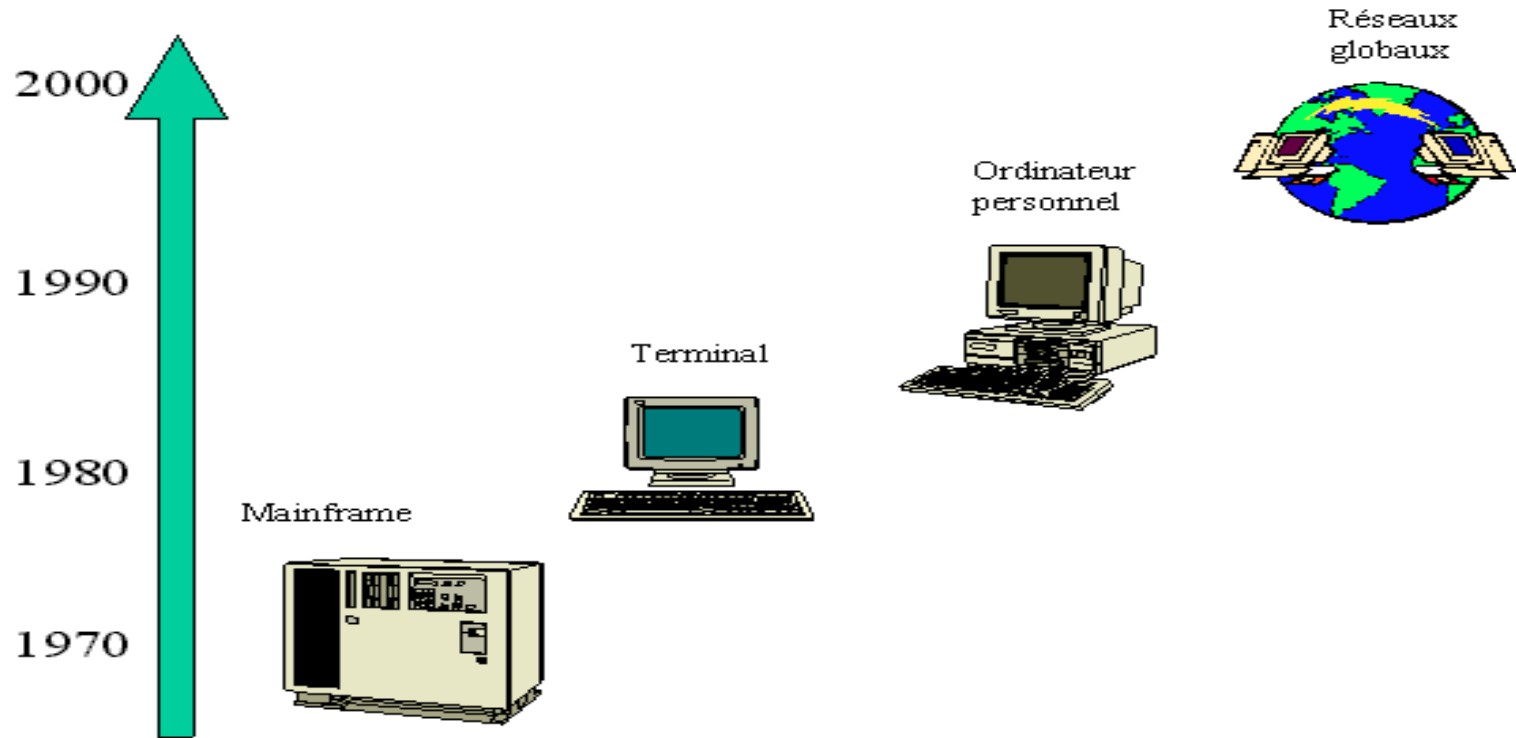 Réseaux
globaux
2000
Ordinateur
personnel
1990
Terminal
1980
Mainframe
1970